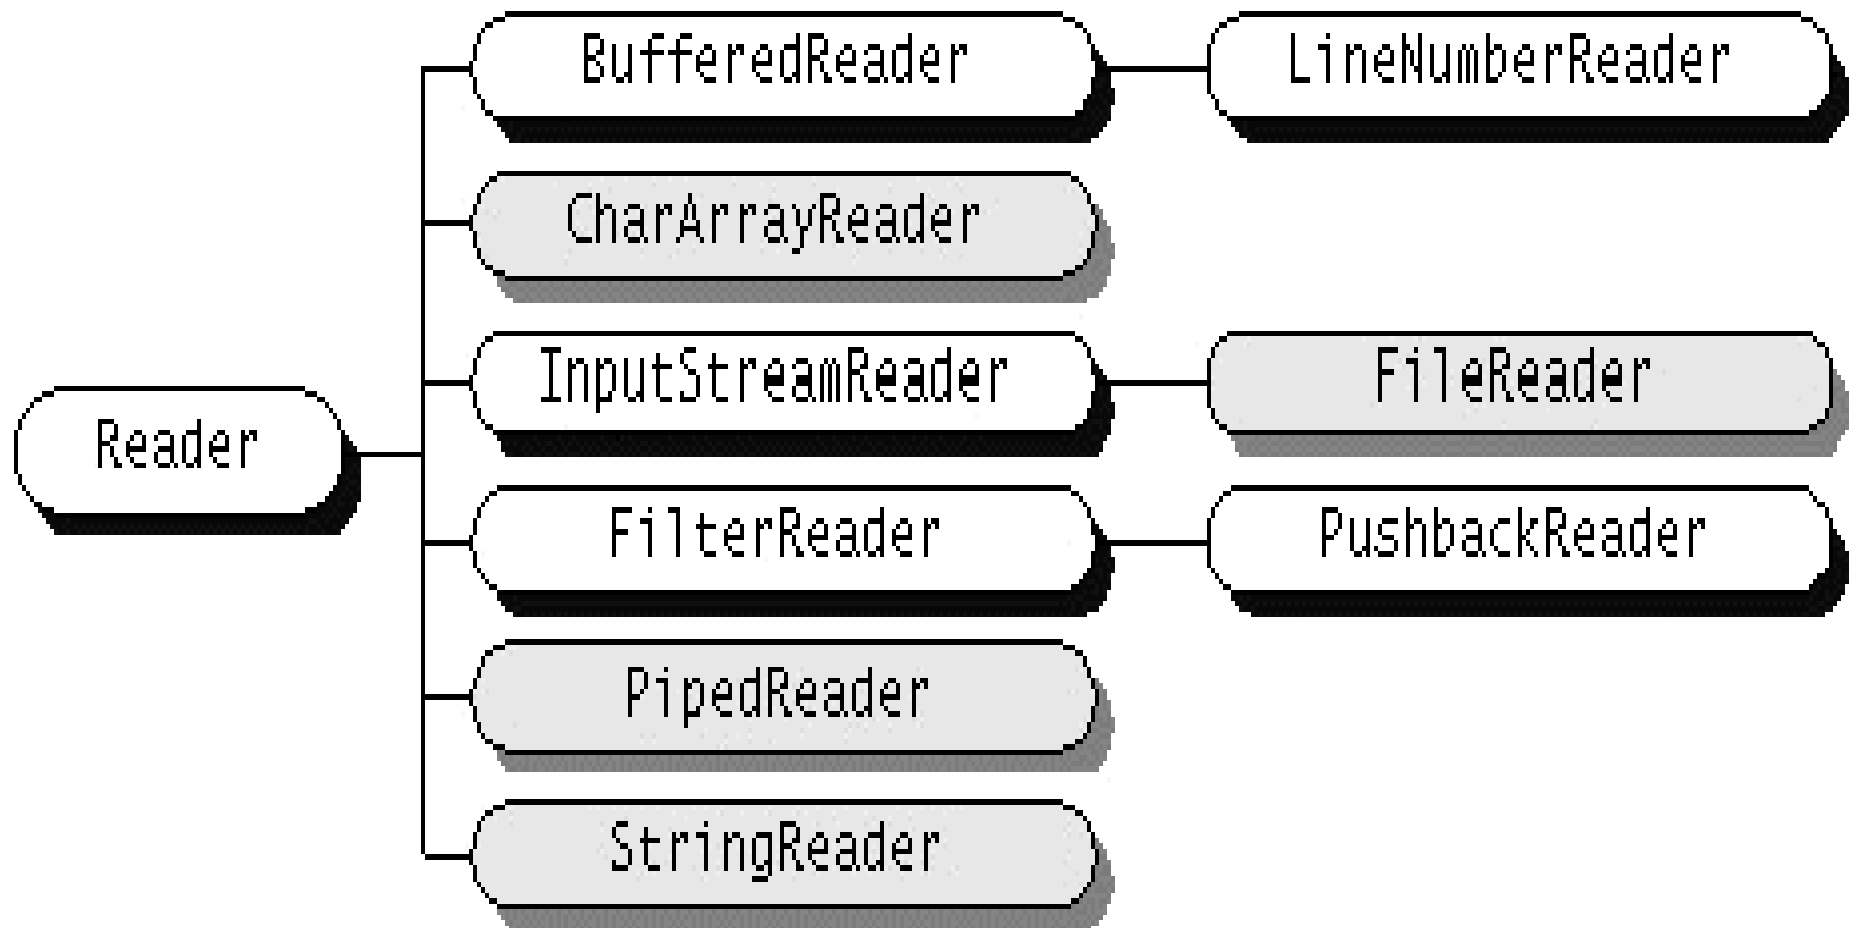 BufferedReader
LineNumberReader
CharArrayReader
InputStreamReader
FileReader
Reader
FilterReader
PushbackReader
PipedReader
StringReader